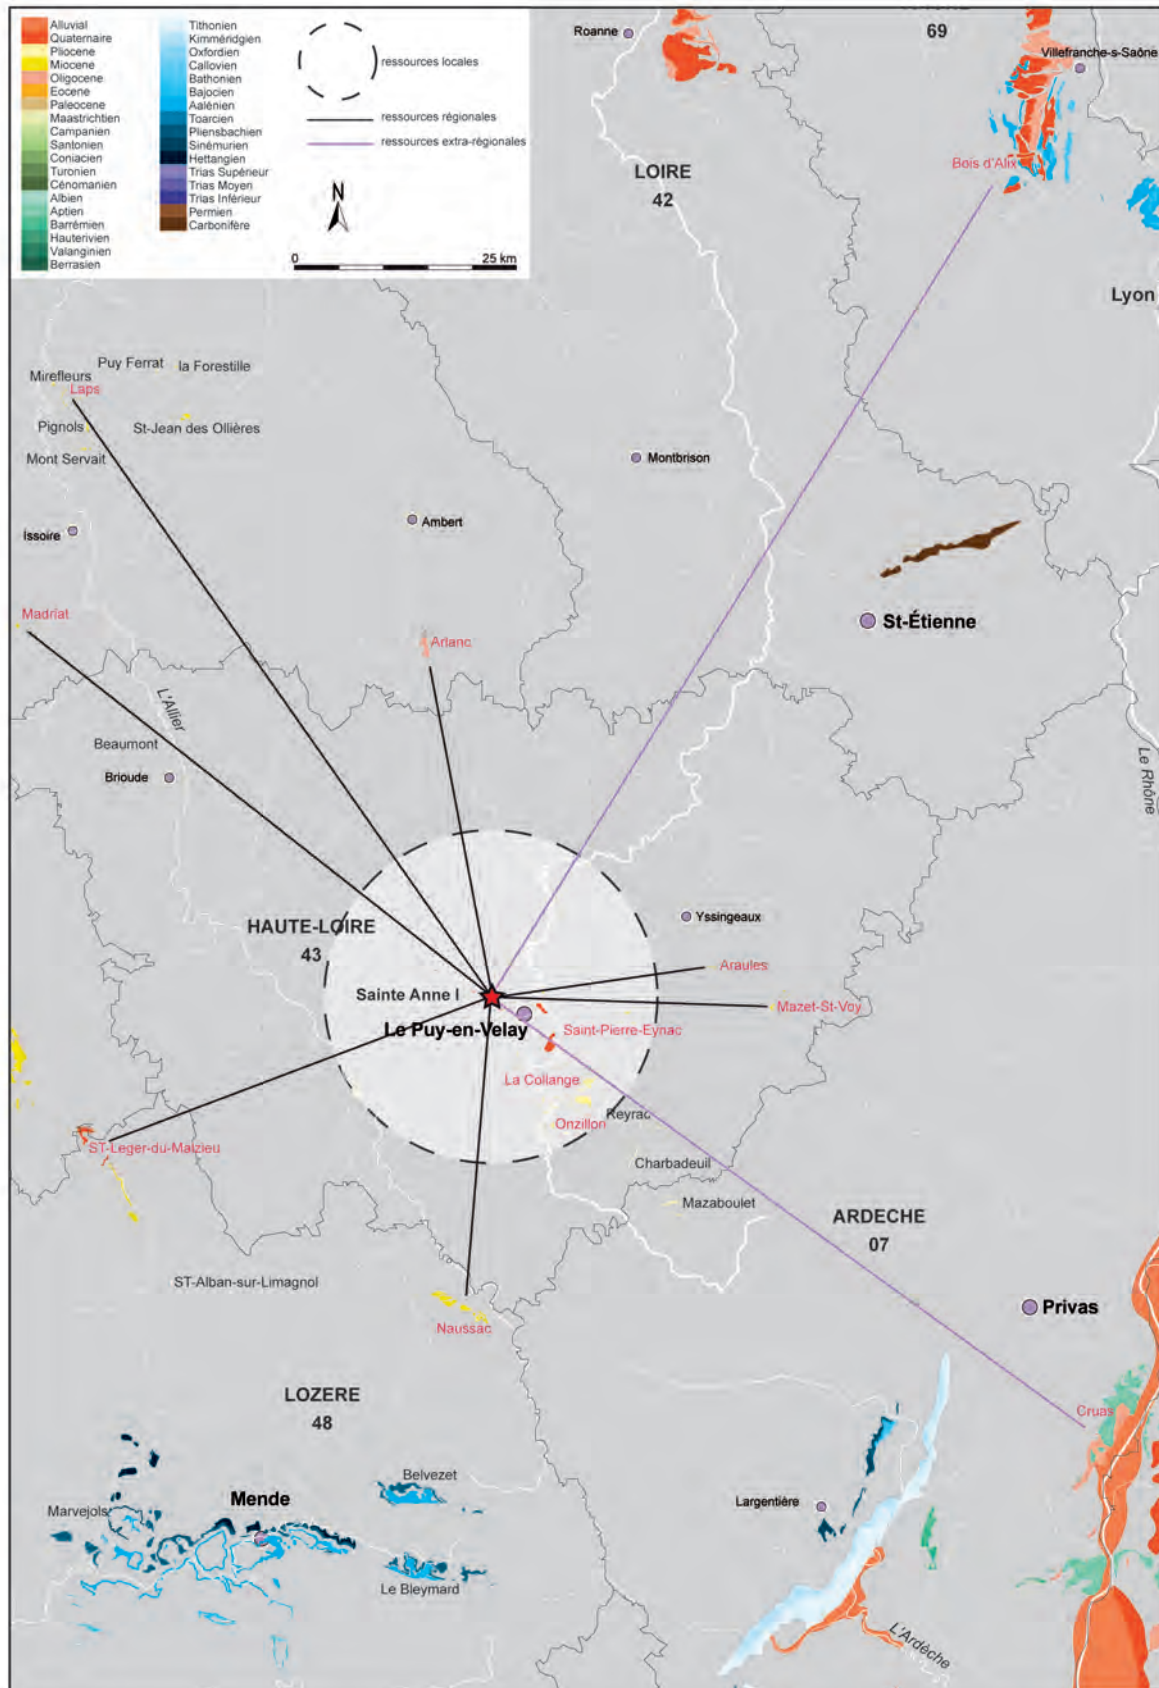 Alluvial
Quaternaire
Pliocene
Miocene
Oligocene
Eocene
Paleocene
Maastrichtien
Campanien
Santonien
Coniacien
Turonien
Cénomanien
Albien
Aptien
Barrémien
Hauterivien
Valanginien
Berrasien
Tithonien
Kimméridgien
Oxfordien
Callovien
Bathonien
Bajocien
Aalénien
Toarcien
Pliensbachien
Sinémurien
Hettangien
Trias Supérieur
Trias Moyen
Trias Inférieur
Permien
Carbonifère
ressources locales
ressources régionales
ressources extra-régionales
N
0
25 km
Roanne
69
Villefranche-s-Saône
Bois d'Alix
LOIRE
42
Lyon
Puy Ferrat
la Forestille
Mirefleurs
Laps
Pignols
St-Jean des Ollières
Mont Servait
Montbrison
Ambert
Issoire
Madriat
Arlanc
St-Étienne
L'Allier
Beaumont
Brioude
Le Rhône
HAUTE-LOIRE
43
Yssingeaux
Araules
Sainte Anne I
Mazet-St-Voy
Le Puy-en-Velay
Saint-Pierre-Eynac
La Collange
Reyrac
Onzillon
ST-Leger-du-Malzieu
Charbadeuil
Mazaboulet
ARDECHE
07
ST-Alban-sur-Limagnol
Naussac
Privas
LOZERE
48
Cruas
Belvezet
Mende
Marvejols
Largentière
Le Bleymard
L'Ardèche